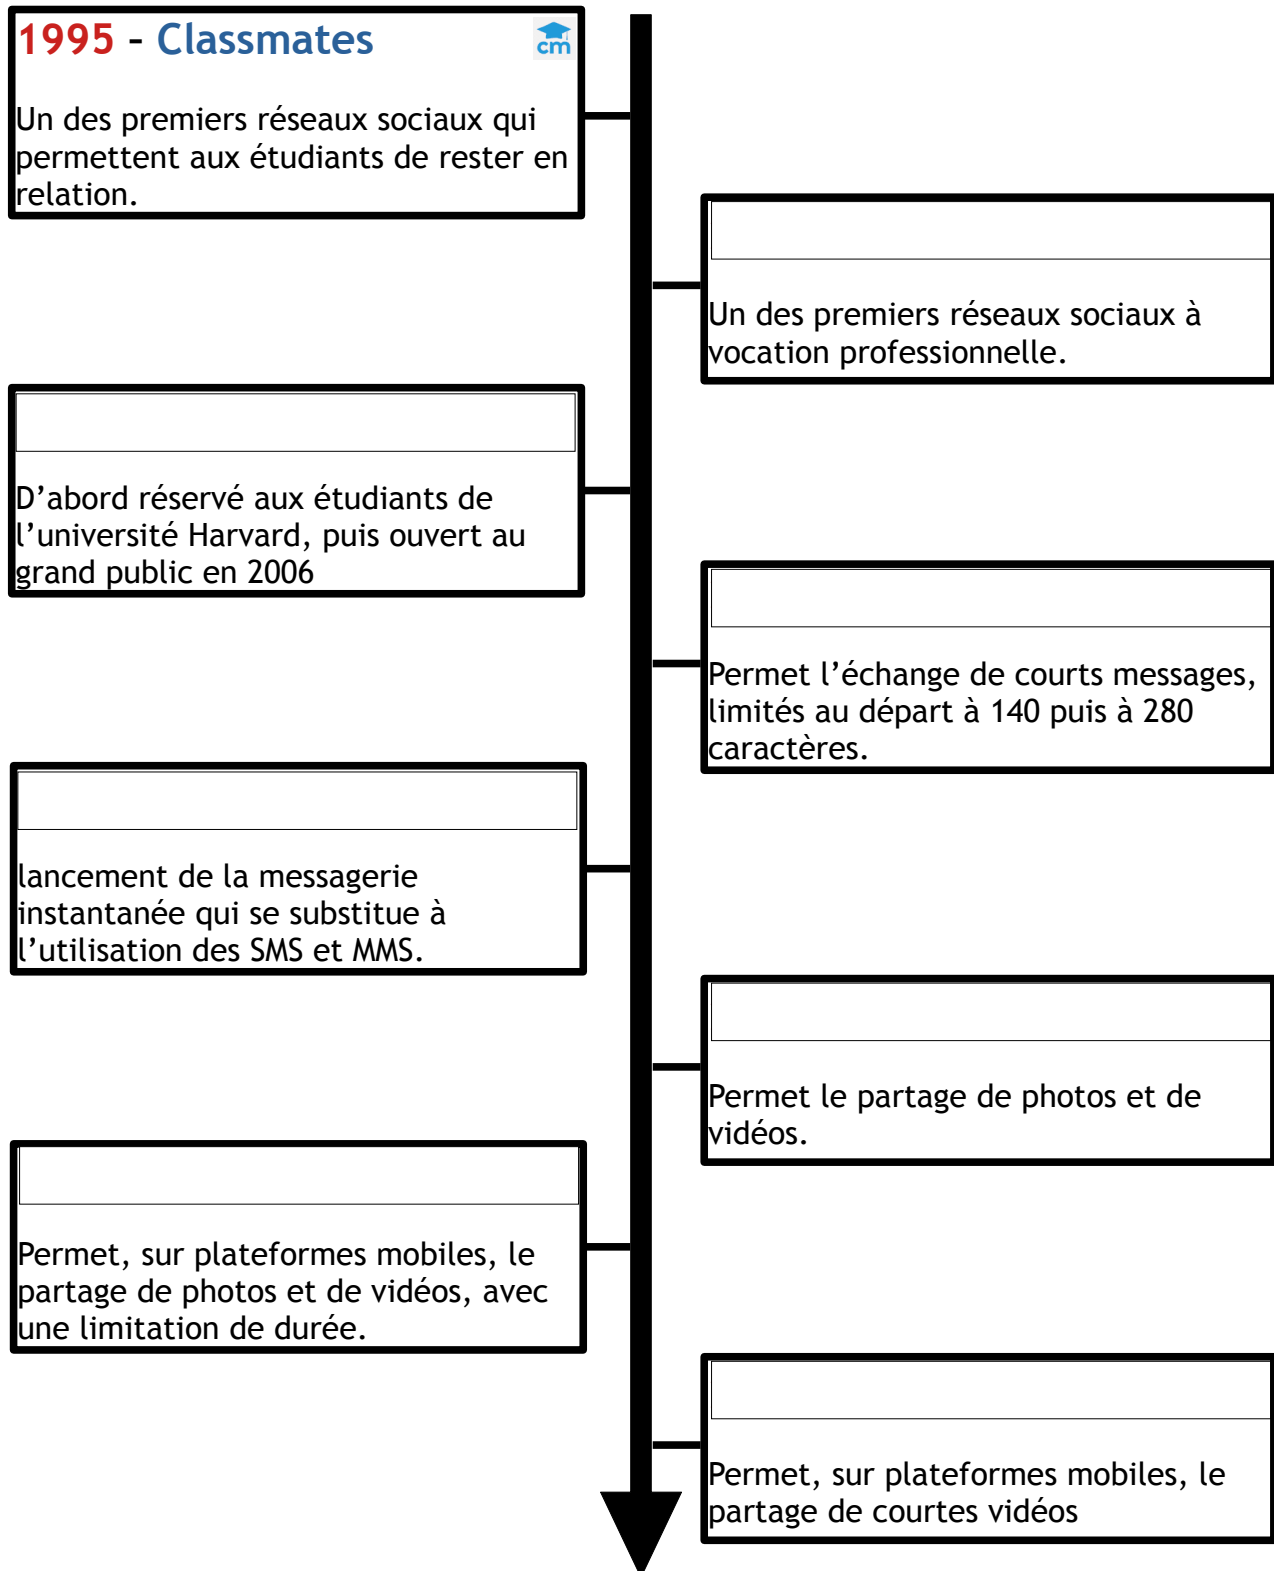 1995 – Classmates
cm
Un des premiers réseaux sociaux qui
permettent aux étudiants de rester en
relation.
Un des premiers réseaux sociaux à
vocation professionnelle.
D’abord réservé aux étudiants de
l’université Harvard, puis ouvert au
grand public en 2006
Permet l’échange de courts messages,
limités au départ à 140 puis à 280
caractères.
lancement de la messagerie
instantanée qui se substitue à
l’utilisation des SMS et MMS.
Permet le partage de photos et de
vidéos.
Permet, sur plateformes mobiles, le
partage de photos et de vidéos, avec
une limitation de durée.
Permet, sur plateformes mobiles, le
partage de courtes vidéos